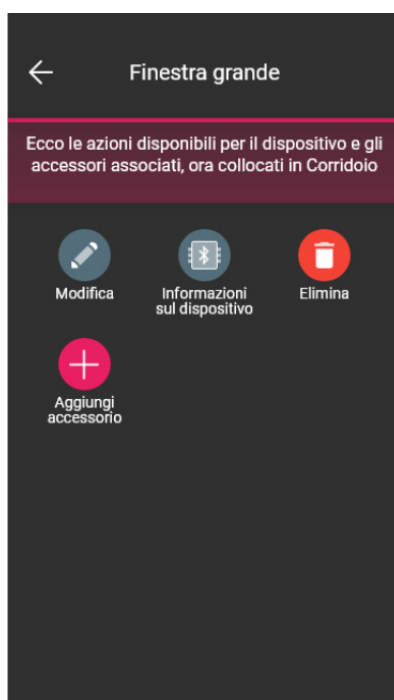 Finestra grande
Ecco le azioni disponibili per il dispositivo e gli
accessori associati, ora collocati in Corridoio
Modifica
Informazioni
sul dispositivo
Elimina
Aggiungi
accessorio